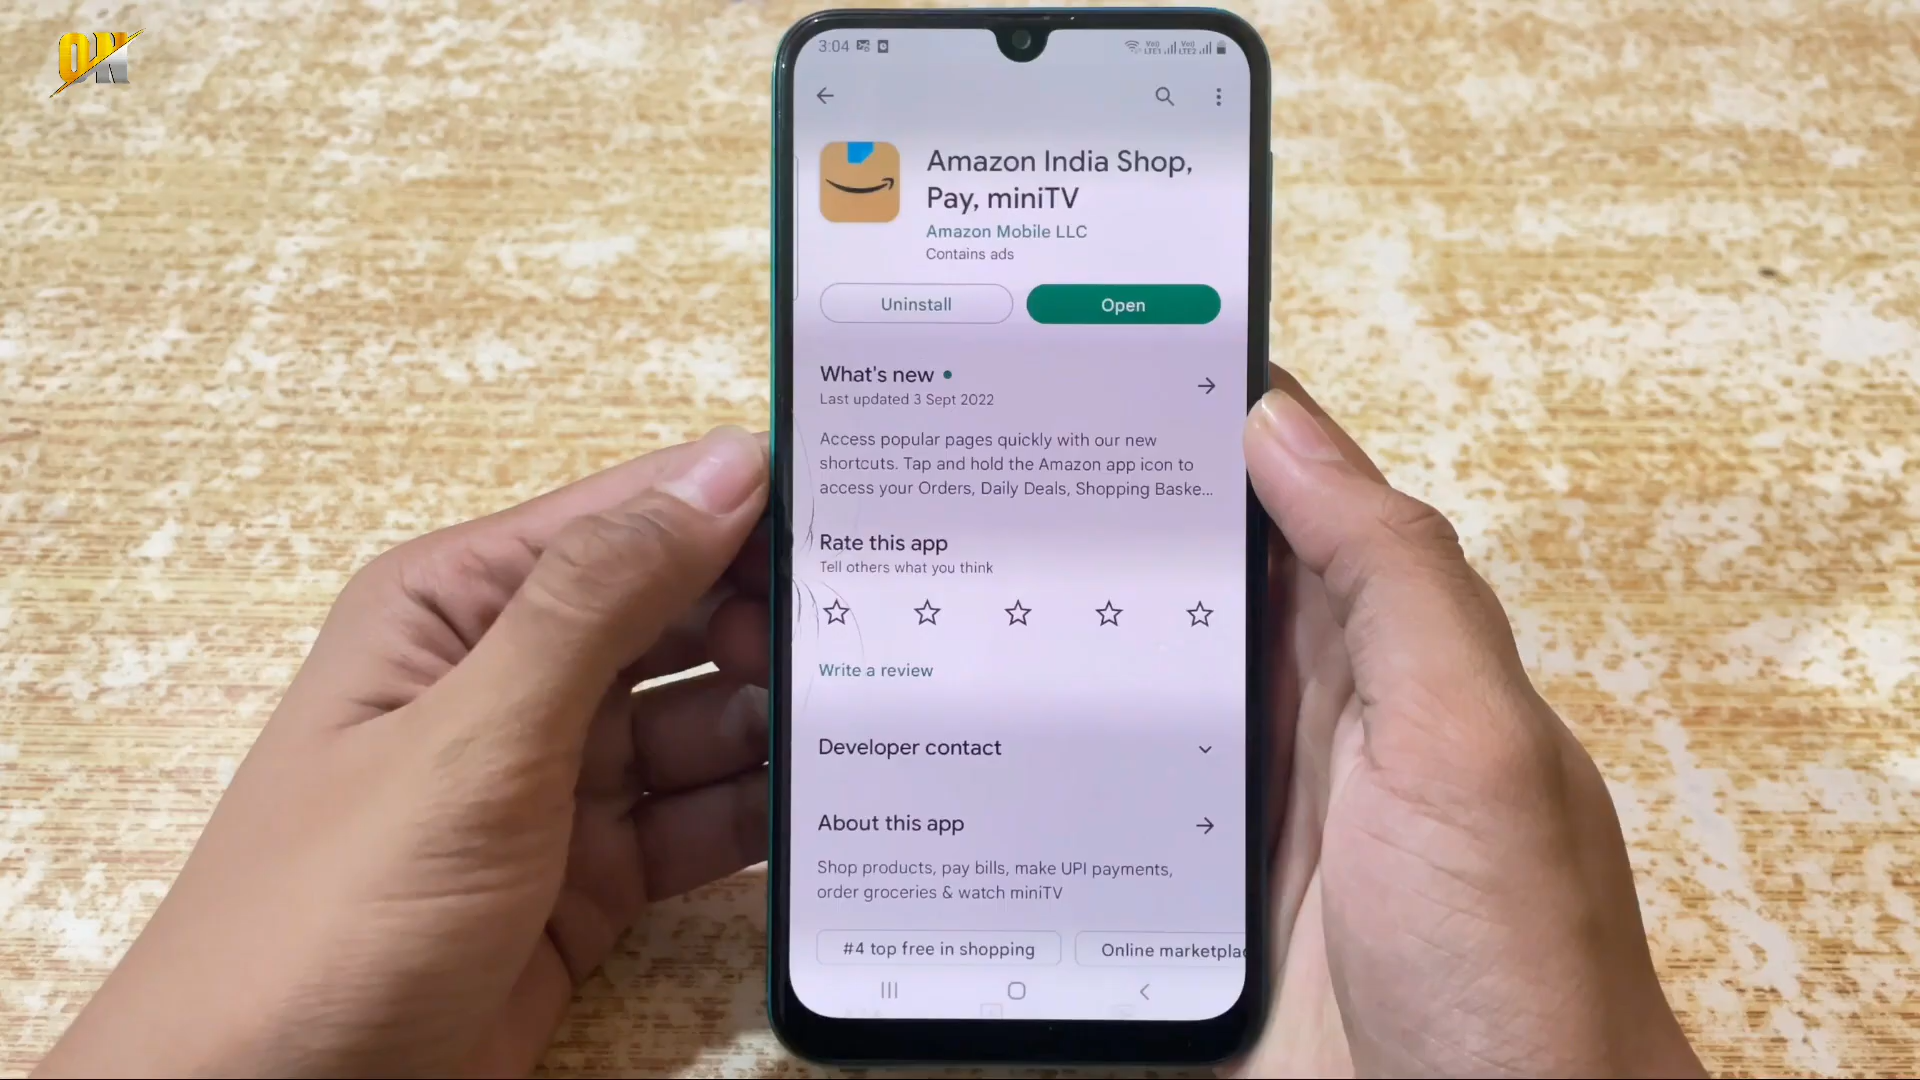 ON
3:04
Amazon India Shop,
Pay, miniTV
Amazon Mobile LLC
Contains ads
Uninstall
Open
What's new
Last updated 3 Sept 2022
Access popular pages quickly with our new
shortcuts. Tap and hold the Amazon app icon to
access your Orders, Daily Deals, Shopping Baske...
Rate this app
Tell others what you think
Write a review
Developer contact
About this app
Shop products, pay bills, make UPI payments,
order groceries & watch miniTV
#4 top free in shopping
Online marketplac